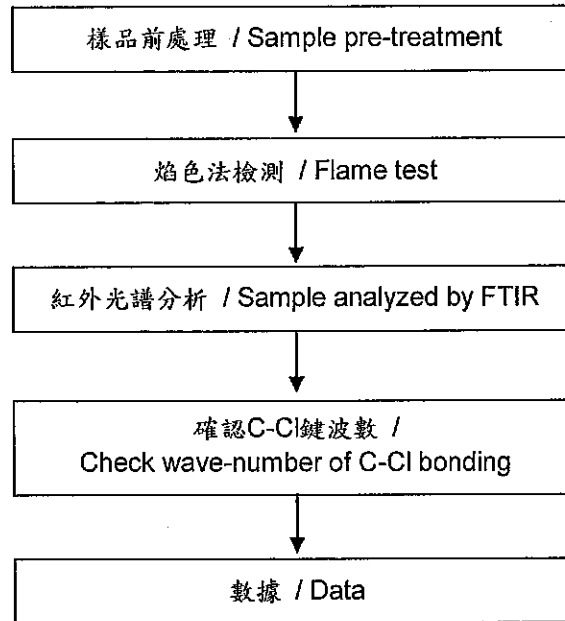 樣品前處理 / Sample pre-treatment
焰色法檢測 / Flame test
紅外光譜分析 / Sample analyzed by FTIR
確認C-Cl鍵波數 /
Check wave-number of C-Cl bonding
數據 / Data